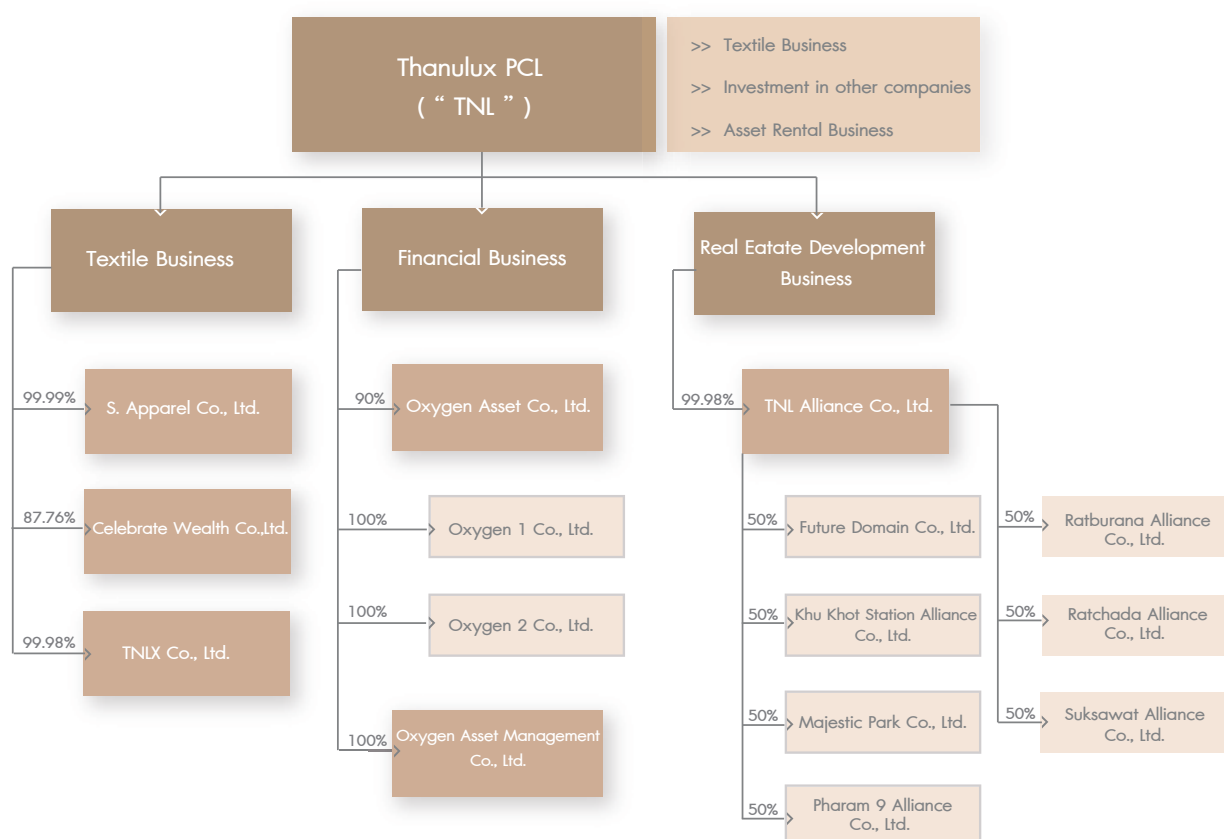 Thanulux PCL
( “ TNL ” )
>> Textile Business
>> Investment in other companies
>> Asset Rental Business
Textile Business
Financial Business
Real Eatate Development
Business
99.99%
S. Apparel Co., Ltd.
87.76%
Celebrate Wealth Co.,Ltd.
99.98%
TNLX Co., Ltd.
90%
Oxygen Asset Co., Ltd.
100%
Oxygen 1 Co., Ltd.
100%
Oxygen 2 Co., Ltd.
100%
Oxygen Asset Management
Co., Ltd.
99.98%
TNL Alliance Co., Ltd.
50%
Future Domain Co., Ltd.
50%
Khu Khot Station Alliance
Co., Ltd.
50%
Majestic Park Co., Ltd.
50%
Pharam 9 Alliance
Co., Ltd.
50%
Ratburana Alliance
Co., Ltd.
50%
Ratchada Alliance
Co., Ltd.
50%
Suksawat Alliance
Co., Ltd.